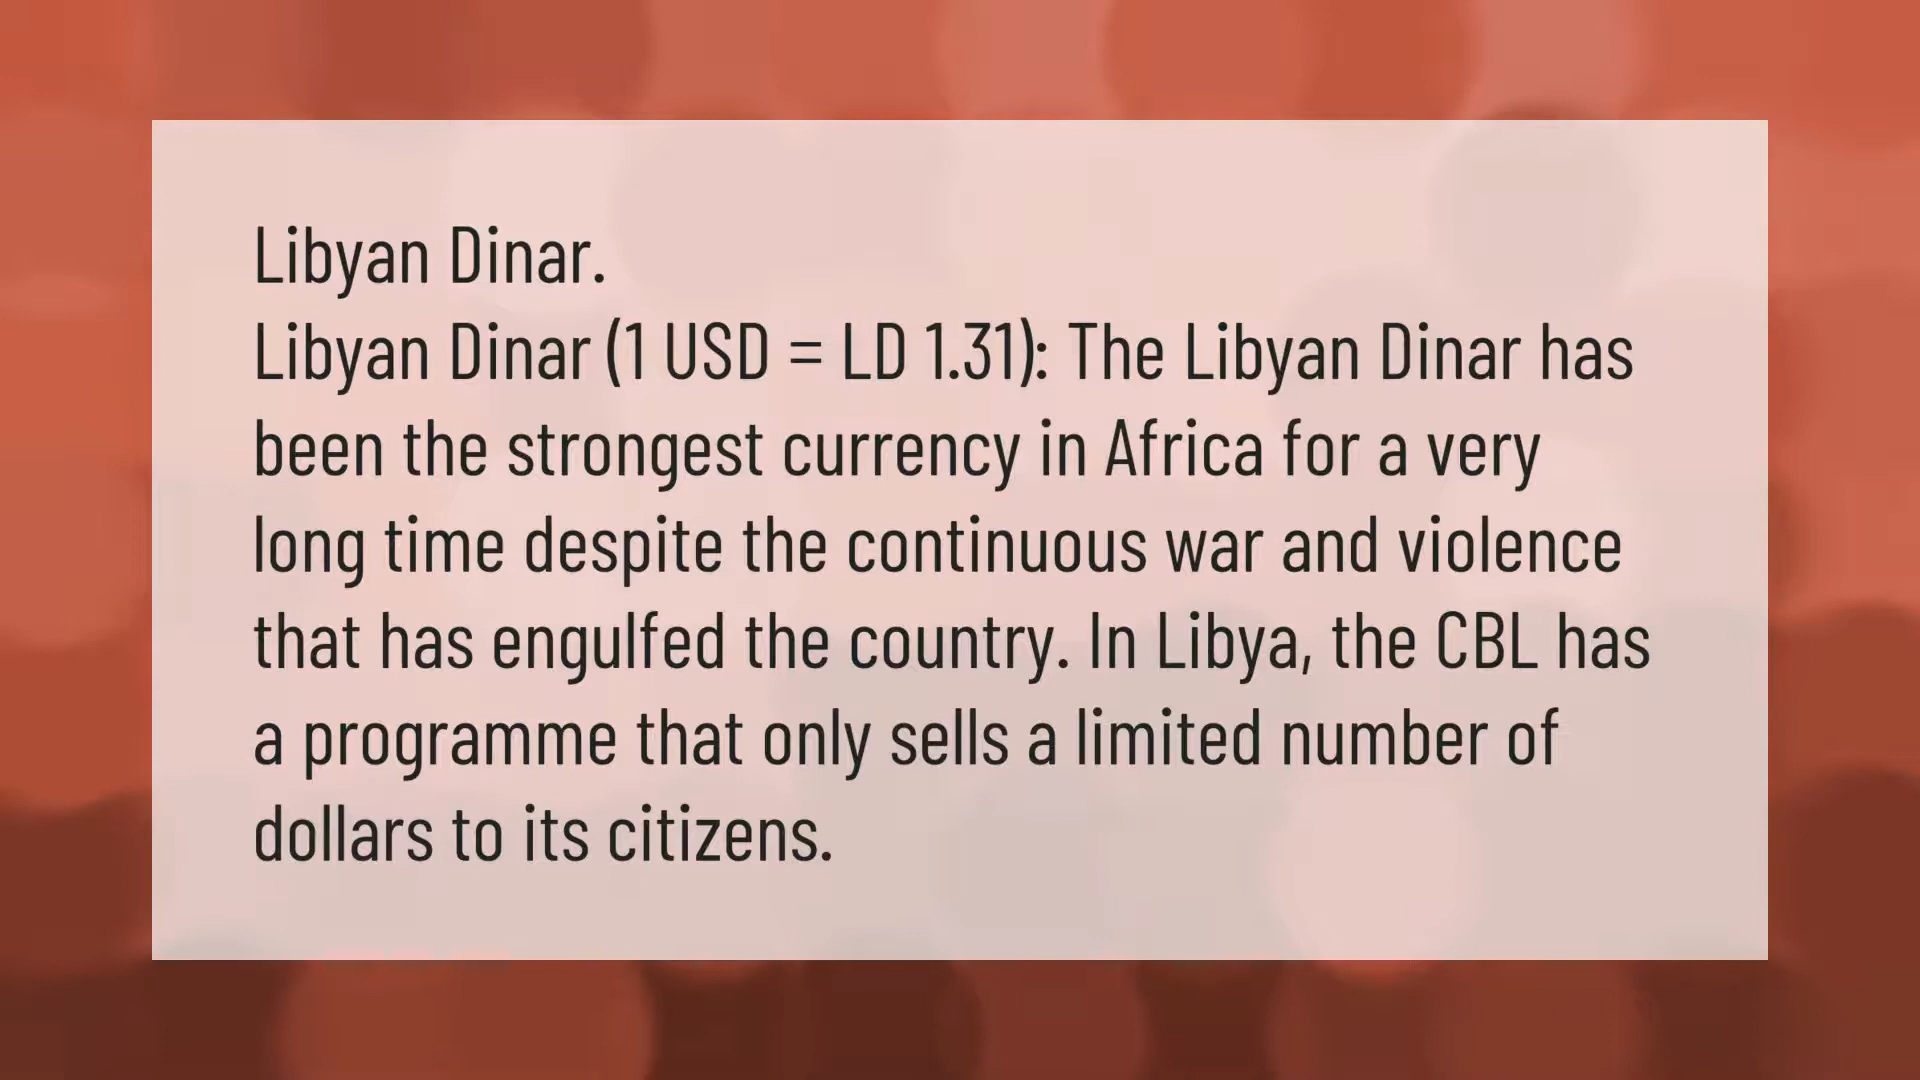 Libyan Dinar.
Libyan Dinar (1 USD = LD 1.31): The Libyan Dinar has
been the strongest currency in Africa for a very
long time despite the continuous war and violence
that has engulfed the country. In Libya, the CBL has
a programme that only sells a limited number of
dollars to its citizens.